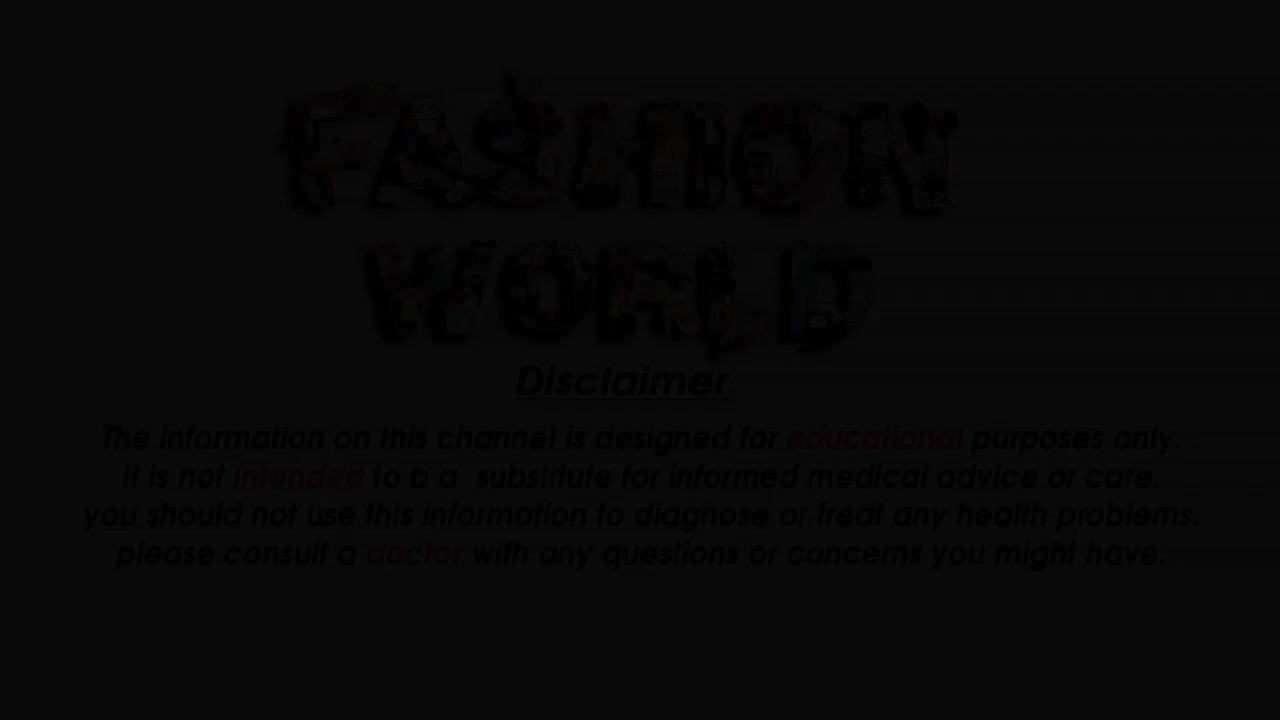 FASHION
WORLD
Disclaimer
The information on this channel is designed for educational purposes only.
it is not intended to b a substitute for informed medical advice or care.
you should not use this information to diagnose or treat any health problems.
please consult a doctor with any questions or concerns you might have.